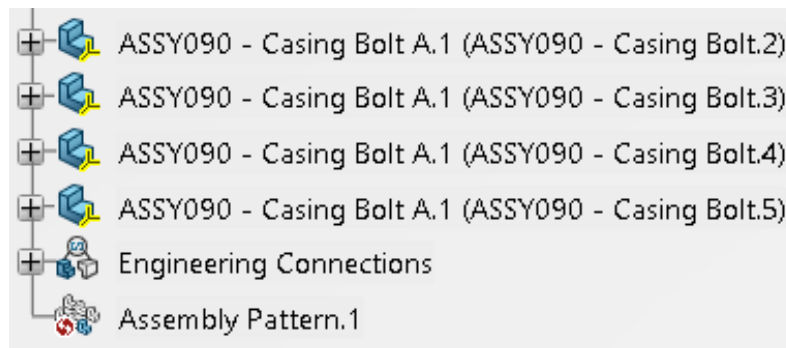 ASSY090 - Casing Bolt A.1 (ASSY090 - Casing Bolt.2)
ASSY090 - Casing Bolt A.1 (ASSY090 - Casing Bolt.3)
ASSY090 - Casing Bolt A.1 (ASSY090 - Casing Bolt.4)
ASSY090 - Casing Bolt A.1 (ASSY090 - Casing Bolt.5)
Engineering Connections
Assembly Pattern.1